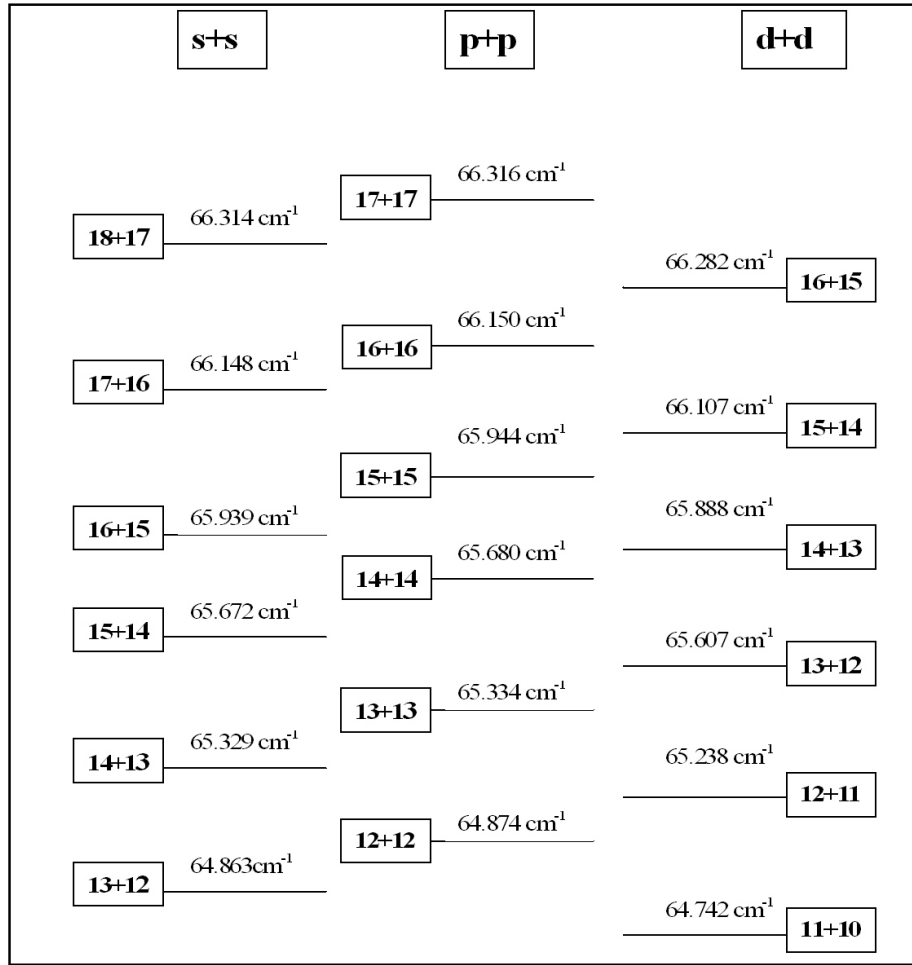 s+s
p+p
d+d
66.316 cm-1
17+17
66.314 cm-1
18+17
66.282 cm-1
16+15
66.150 cm-1
16+16
66.148 cm-1
17+16
66.107 cm-1
15+14
65.944 cm-1
15+15
65.939 cm-1
16+15
65.888 cm-1
14+13
65.680 cm-1
14+14
65.672 cm-1
15+14
65.607 cm-1
13+12
65.334 cm-1
13+13
65.329 cm-1
14+13
65.238 cm-1
12+11
64.874 cm-1
12+12
64.863cm-1
13+12
64.742 cm-1
11+10